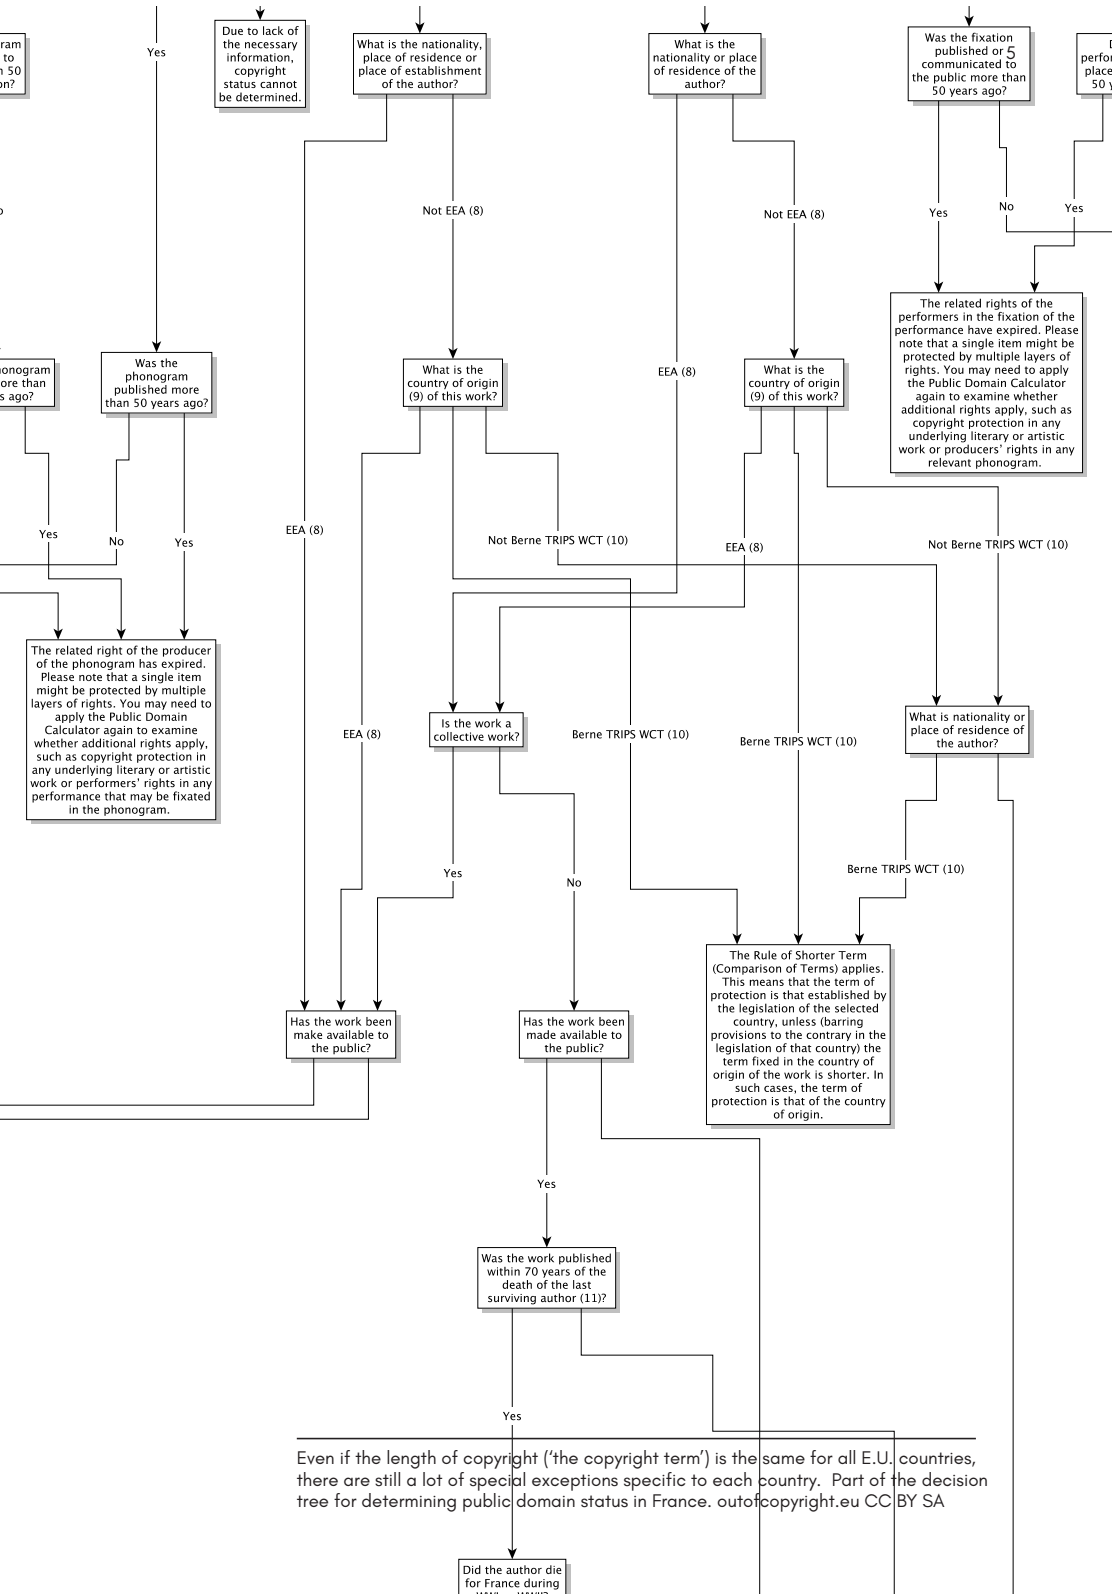 Yes
Due to lack of
the necessary
information,
copyright
status cannot
be determined.
What is the nationality,
place of residence or
place of establishment
of the author?
What is the
nationality or place
of residence of the
author?
Was the fixation
published or
communicated to
the public more than
50 years ago?
5
ram
to
50
on?
perfor
place
50 y
Not EEA (8)
Not EEA (8)
Yes
No
Yes
The related rights of the
performers in the fixation of the
performance have expired. Please
note that a single item might be
protected by multiple layers of
rights. You may need to apply
the Public Domain Calculator
again to examine whether
additional rights apply, such as
copyright protection in any
underlying literary or artistic
work or producers' rights in any
relevant phonogram.
onogram
ore than
s ago?
Was the
phonogram
published more
than 50 years ago?
What is the
country of origin
(9) of this work?
EEA (8)
What is the
country of origin
(9) of this work?
Yes
No
Yes
EEA (8)
Not Berne TRIPS WCT (10)
EEA (8)
Not Berne TRIPS WCT (10)
The related right of the producer
of the phonogram has expired.
Please note that a single item
might be protected by multiple
layers of rights. You may need to
apply the Public Domain
Calculator again to examine
whether additional rights apply,
such as copyright protection in
any underlying literary or artistic
work or performers' rights in any
performance that may be fixated
in the phonogram.
EEA (8)
Is the work a
collective work?
Berne TRIPS WCT (10)
Berne TRIPS WCT (10)
What is nationality or
place of residence of
the author?
Yes
No
Berne TRIPS WCT (10)
The Rule of Shorter Term
(Comparison of Terms) applies.
This means that the term of
protection is that established by
the legislation of the selected
country, unless (barring
provisions to the contrary in the
legislation of that country) the
term fixed in the country of
origin of the work is shorter. In
such cases, the term of
protection is that of the country
of origin.
Has the work been
make available to
the public?
Has the work been
made available to
the public?
Yes
Was the work published
within 70 years of the
death of the last
surviving author (11)?
Yes
Even if the length of copyright (‘the copyright term’) is the same for all E.U. countries,
there are still a lot of special exceptions specific to each country.  Part of the decision
tree for determining public domain status in France. outofcopyright.eu CC BY SA
Did the author die
for France during